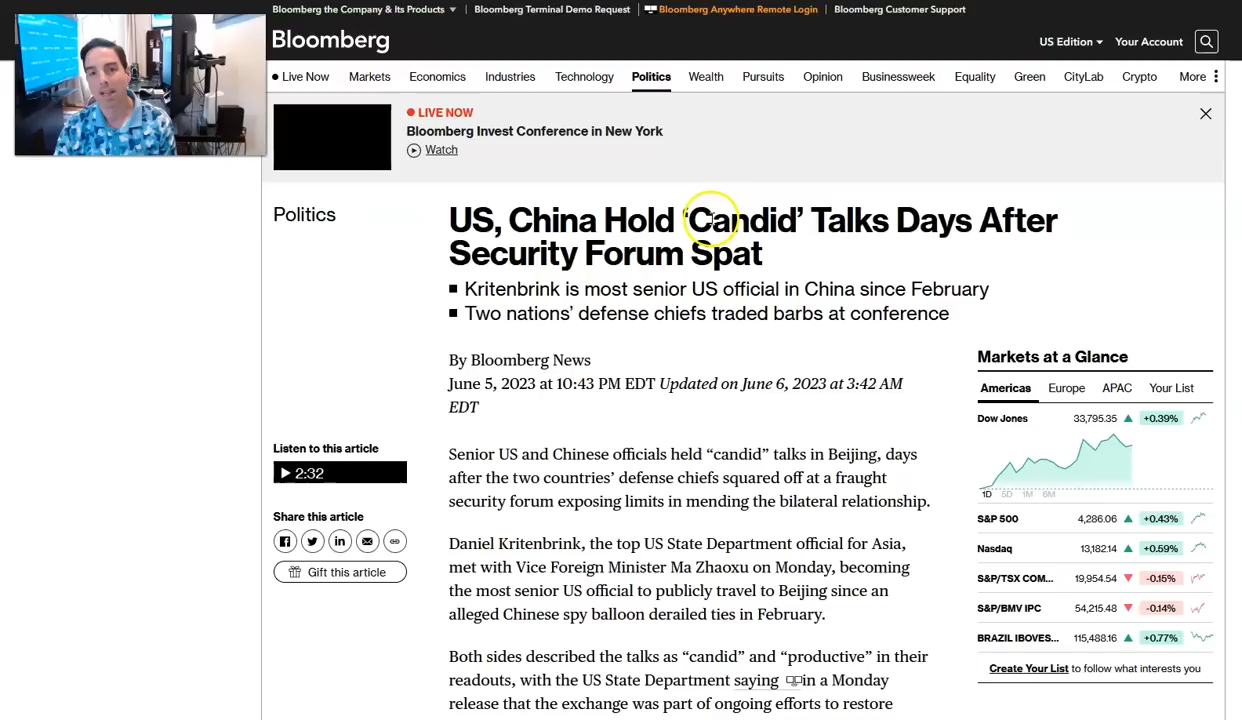 Bloomberg the Company & Its Products
Bloomberg Terminal Demo Request
Bloomberg Anywhere Remote Login
Bloomberg Customer Support
Bloomberg
US Edition
Your Account
Live Now
Markets
Economics
Industries
Technology
Politics
Wealth
Pursuits
Opinion
Businessweek
Equality
Green
CityLab
Crypto
More
LIVE NOW
Bloomberg Invest Conference in New York
Watch
Politics
US, China Hold ‘Candid’ Talks Days After
Security Forum Spat
Kritenbrink is most senior US official in China since February
Two nations’ defense chiefs traded barbs at conference
By Bloomberg News
June 5, 2023 at 10:43 PM EDT Updated on June 6, 2023 at 3:42 AM
EDT
Listen to this article
2:32
Share this article
Gift this article
Senior US and Chinese officials held “candid” talks in Beijing, days
after the two countries’ defense chiefs squared off at a fraught
security forum exposing limits in mending the bilateral relationship.
Daniel Kritenbrink, the top US State Department official for Asia,
met with Vice Foreign Minister Ma Zhaoxu on Monday, becoming
the most senior US official to publicly travel to Beijing since an
alleged Chinese spy balloon derailed ties in February.
Both sides described the talks as “candid” and “productive” in their
readouts, with the US State Department saying in a Monday
release that the exchange was part of ongoing efforts to restore
Markets at a Glance
Americas
Europe
APAC
Your List
Dow Jones 33,795.35 +0.39%
1D 5D 1M 6M
S&P 500 4,286.06 +0.43%
Nasdaq 13,182.14 +0.59%
S&P/TSX COM... 19,954.54 -0.15%
S&P/BMV IPC 54,215.48 -0.14%
BRAZIL IBOVES... 115,488.16 +0.77%
Create Your List to follow what interests you